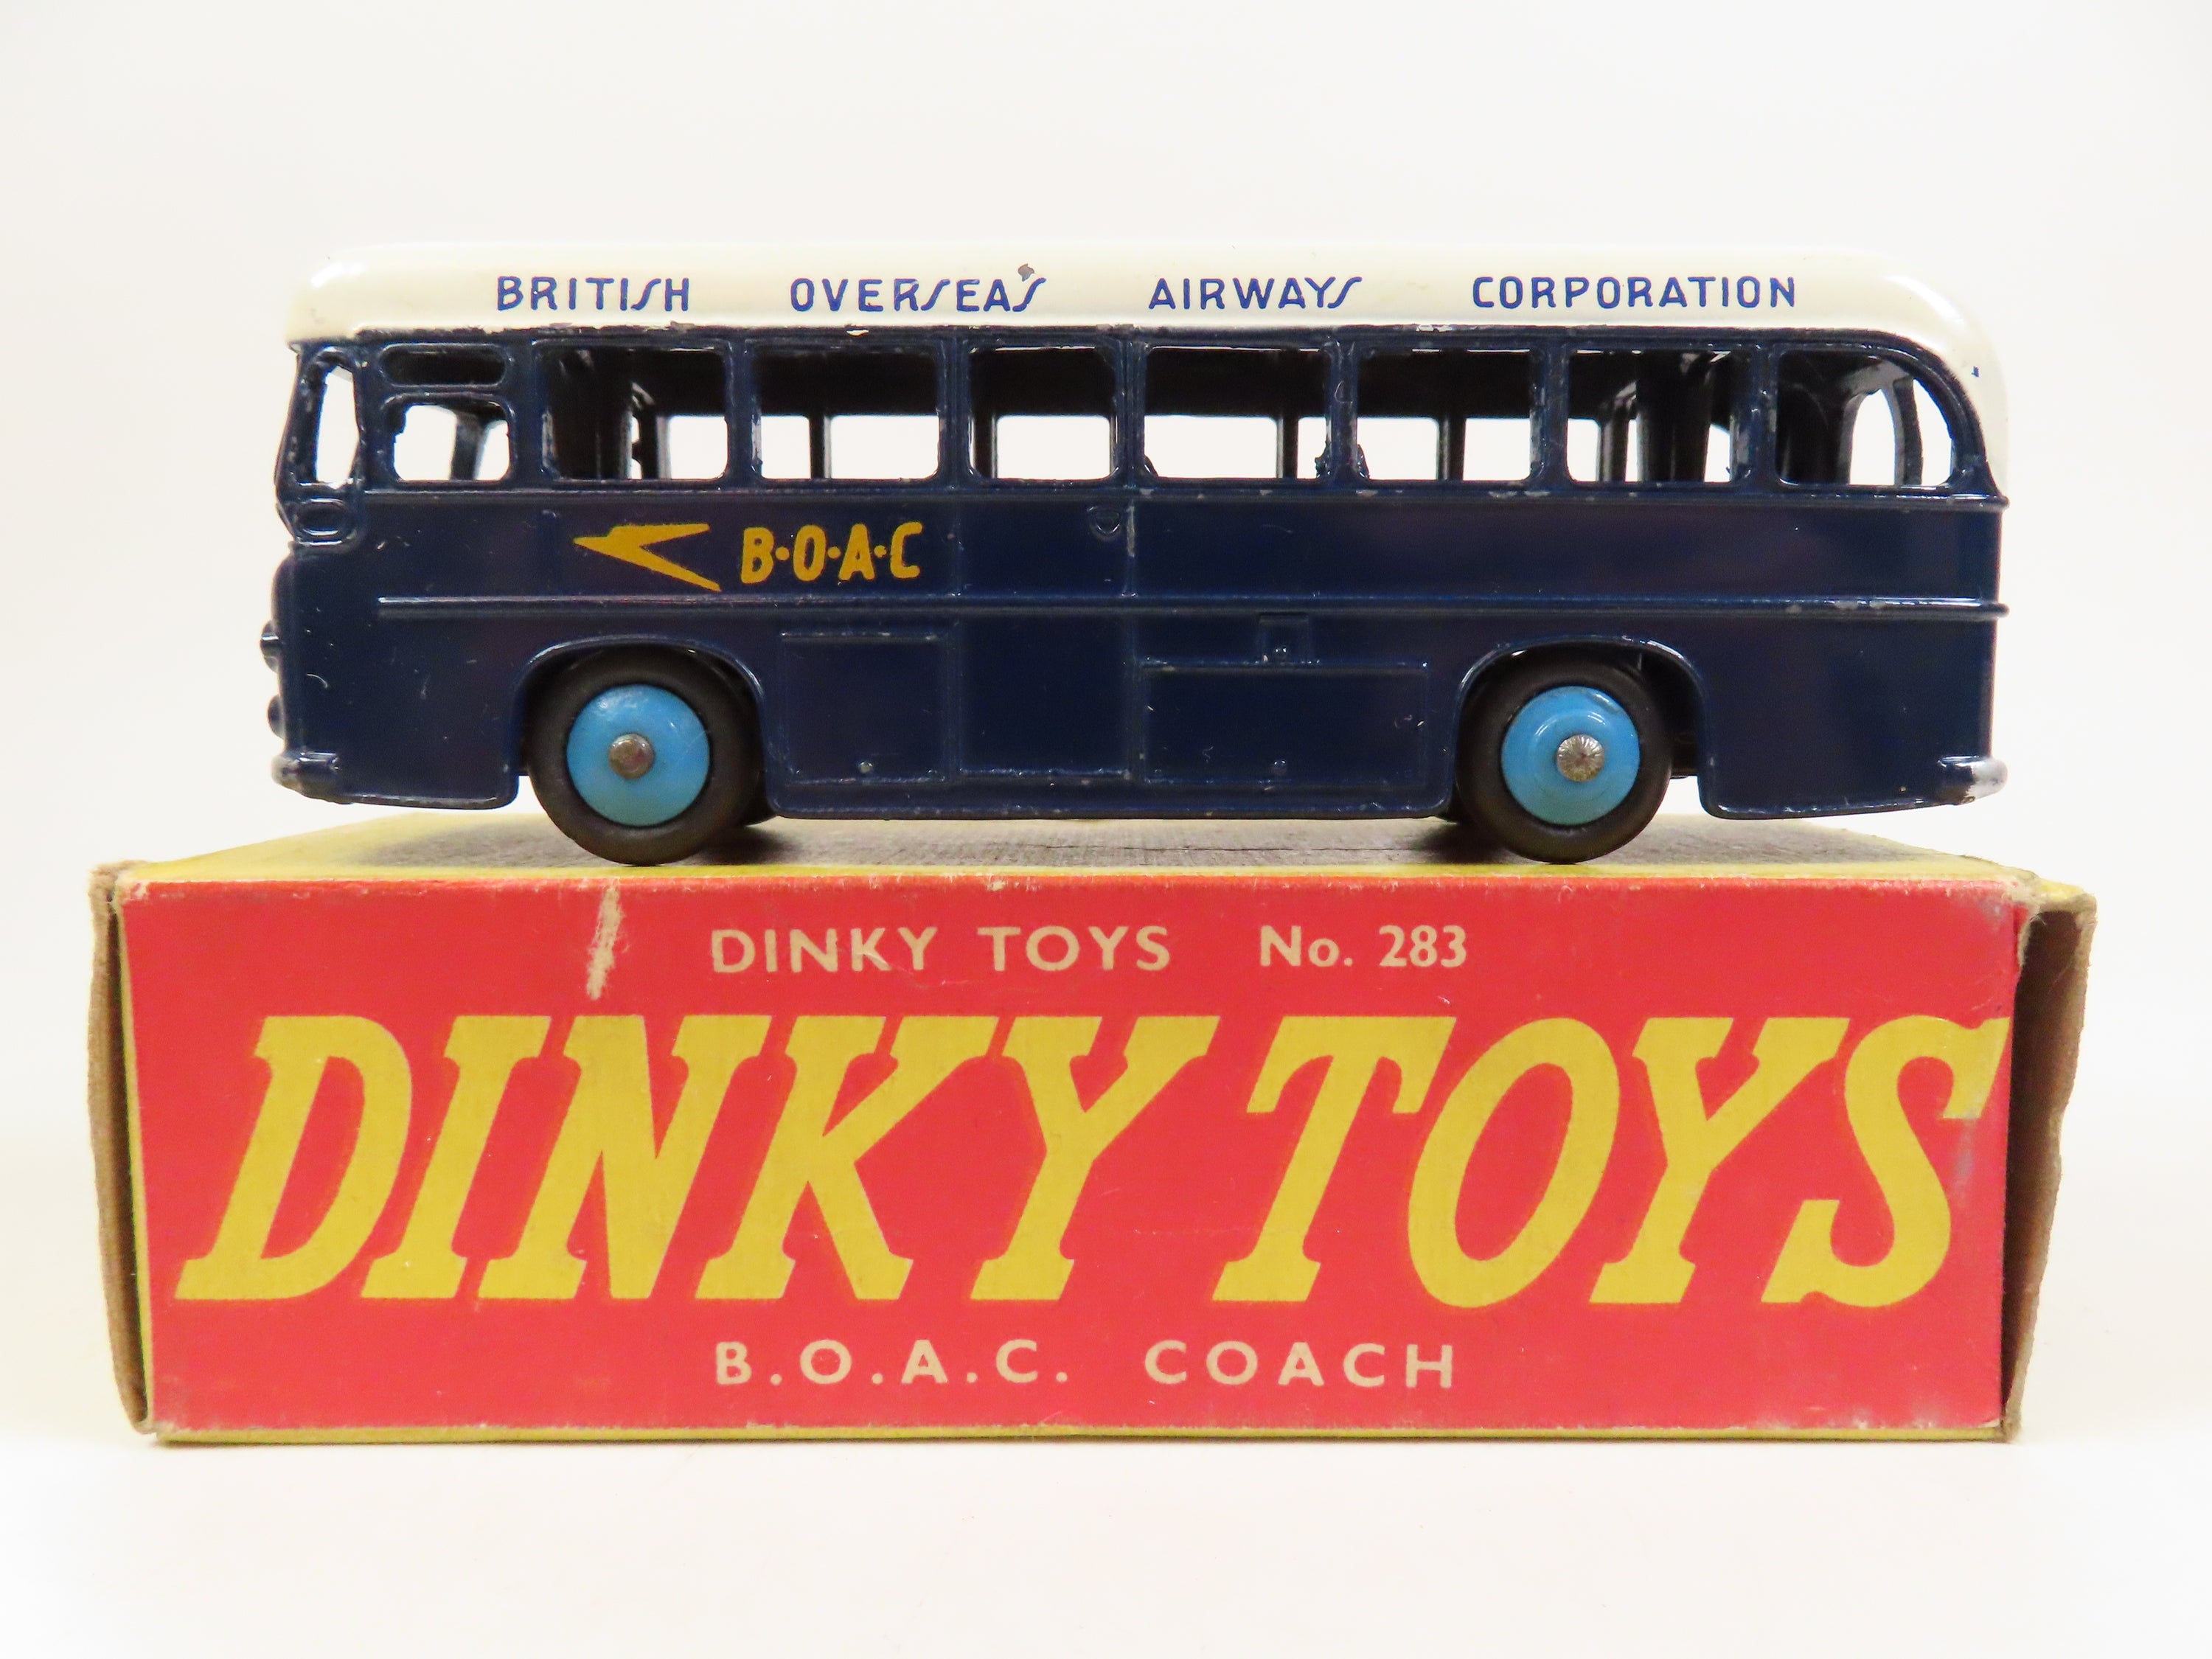 BRITISH OVERSEAS AIRWAYS CORPORATION
B·O·A·C
DINKY TOYS No. 283
DINKY TOYS
B.O.A.C. COACH